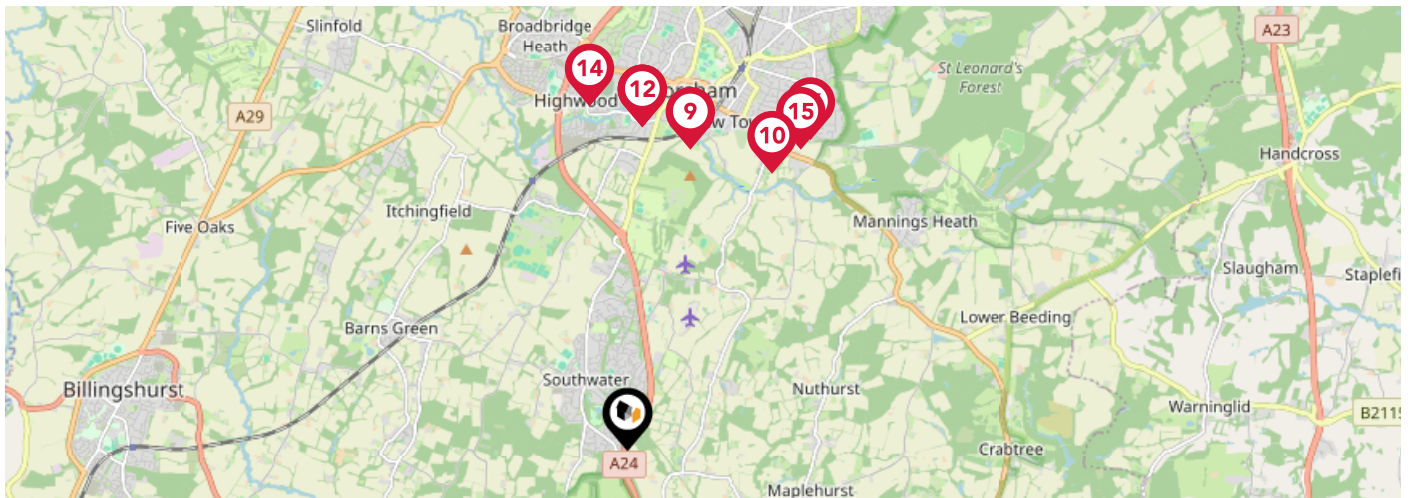 Slinfold
Broadbridge
Heath
A23
St Leonard's
Forest
14
12
Highwood
9
15
10
A29
Handcross
Itchingfield
Five Oaks
Mannings Heath
Slaugham
Barns Green
Lower Beeding
Southwater
Billingshurst
Nuthurst
Warninglid
B2115
Crabtree
A24
Maplehurst